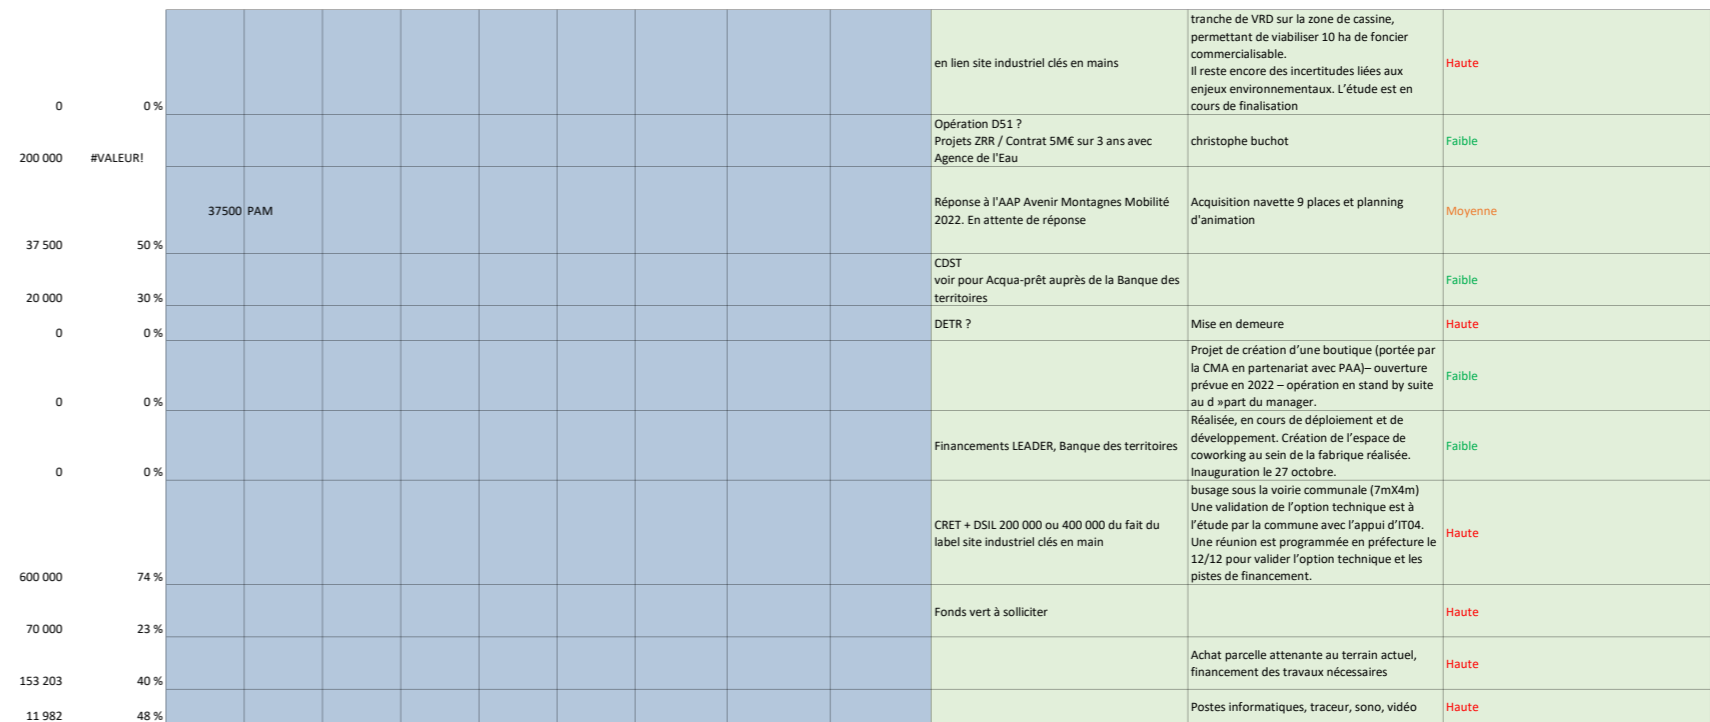 tranche de VRD sur la zone de cassine,
permettant de viabiliser 10 ha de foncier
commercialisable.
en lien site industriel clés en mains
Haute
Il reste encore des incertitudes liées aux
enjeux environnementaux. L'étude est en
cours de finalisation
0 0 %
Opération D51 ?
Projets ZRR / Contrat 5M€ sur 3 ans avec
Agence de l'Eau
christophe buchot
Faible
200 000 #VALEUR!
37500 PAM
Réponse à l'AAP Avenir Montagnes Mobilité
2022. En attente de réponse
Acquisition navette 9 places et planning
d'animation
Moyenne
37 500 50 %
CDST
voir pour Acqua-prêt auprès de la Banque des
territoires
Faible
20 000 30 %
0 0 %
DETR ?
Mise en demeure
Haute
Projet de création d'une boutique (portée par
la CMA en partenariat avec PAA)– ouverture
prévue en 2022 – opération en stand by suite
au d »part du manager.
Faible
0 0 %
Financements LEADER, Banque des territoires
Réalisée, en cours de déploiement et de
développement. Création de l'espace de
coworking au sein de la fabrique réalisée.
Inauguration le 27 octobre.
Faible
0 0 %
CRET + DSIL 200 000 ou 400 000 du fait du
label site industriel clés en main
busage sous la voirie communale (7mX4m)
Une validation de l'option technique est à
l'étude par la commune avec l'appui d'IT04.
Une réunion est programmée en préfecture le
12/12 pour valider l'option technique et les
pistes de financement.
Haute
600 000 74 %
Fonds vert à solliciter
Haute
70 000 23 %
Achat parcelle attenante au terrain actuel,
financement des travaux nécessaires
Haute
153 203 40 %
Postes informatiques, traceur, sono, vidéo
Haute
11 982 48 %